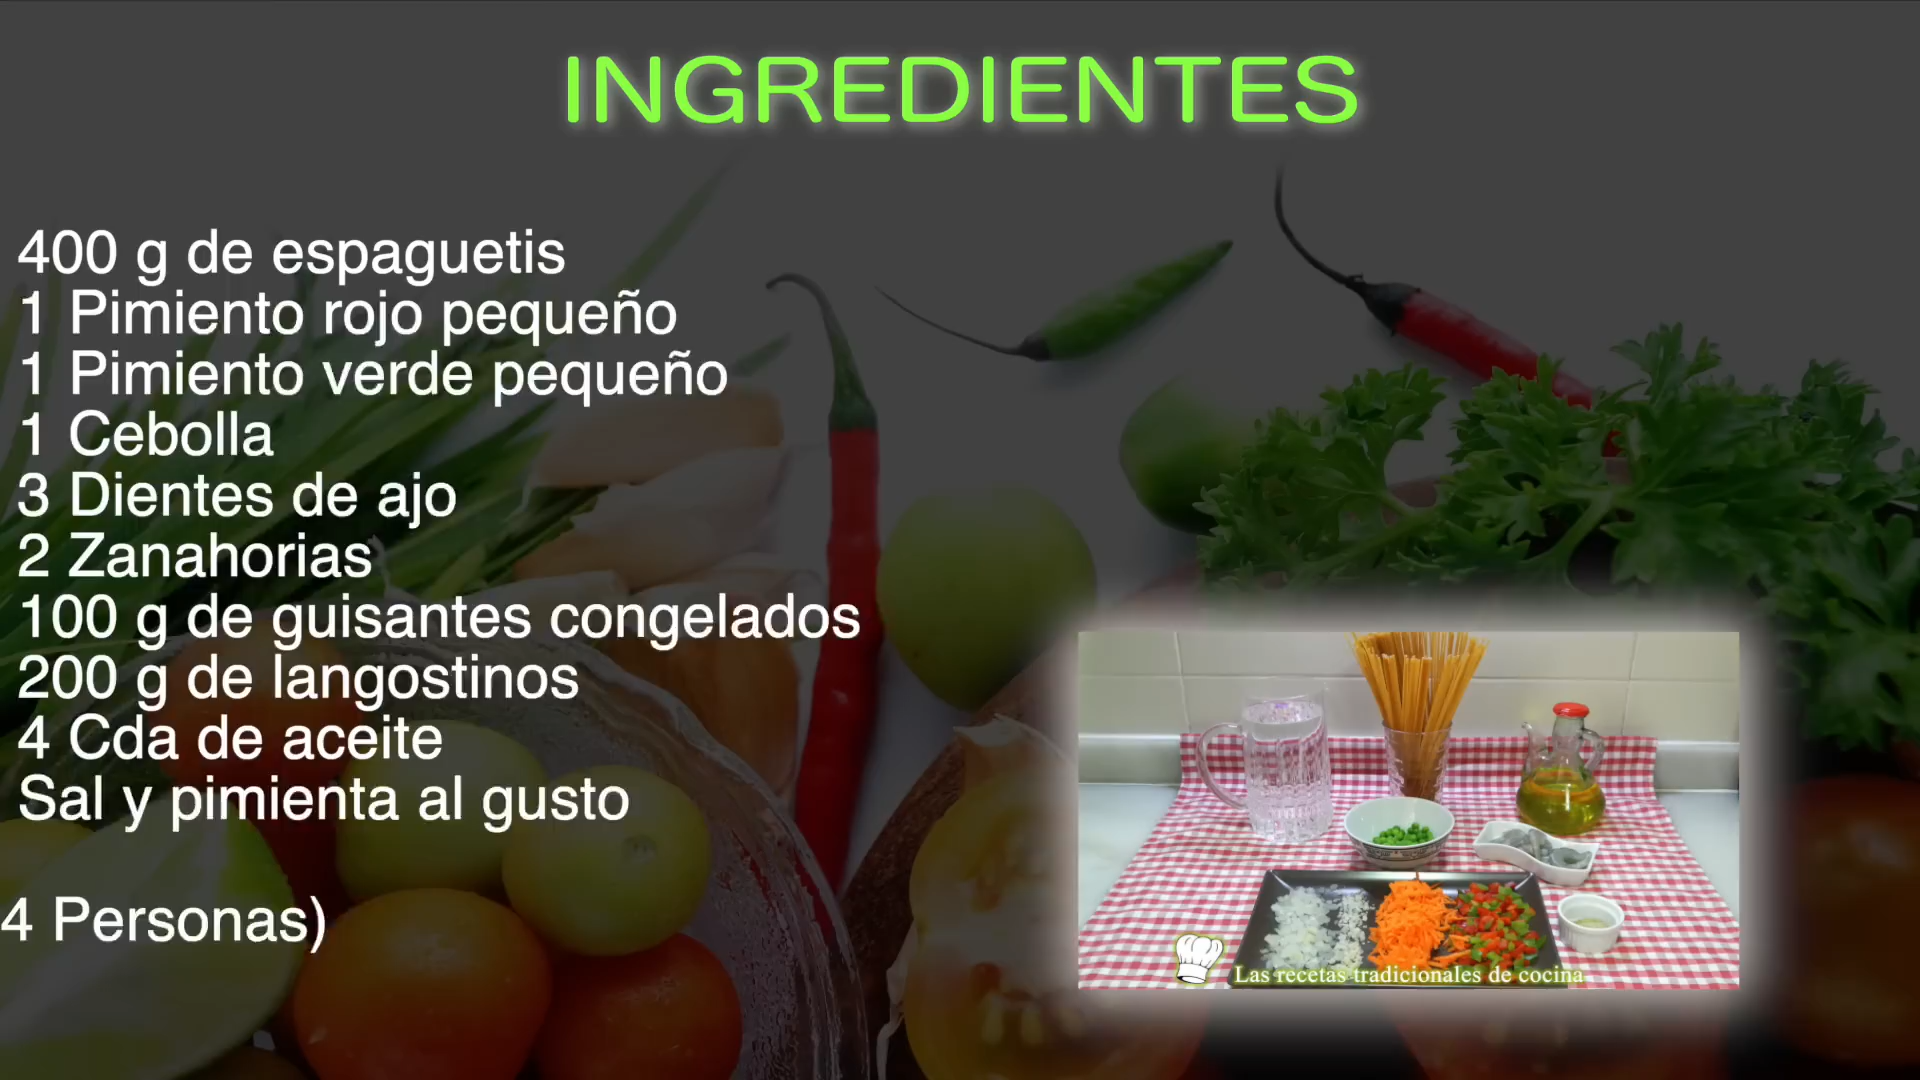 INGREDIENTES
400 g de espaguetis
1 Pimiento rojo pequeño
1 Pimiento verde pequeño
1 Cebolla
3 Dientes de ajo
2 Zanahorias
100 g de guisantes congelados
200 g de langostinos
4 Cda de aceite
Sal y pimienta al gusto
4 Personas)
Las recetas tradicionales de cocina